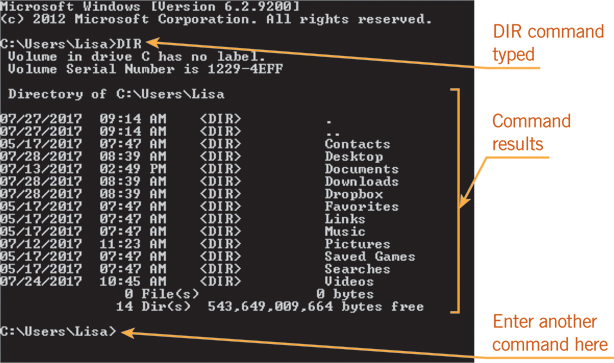 Microsoft Windows [Version 6.2.9200]
(c) 2012 Microsoft Corporation. All rights reserved.
C:\Users\Lisa>DIR
Volume in drive C has no label.
Volume Serial Number is 1229-4EFF
Directory of C:\Users\Lisa
07/27/2017 09:14 AM <DIR> .
07/27/2017 09:14 AM <DIR> ..
05/17/2017 07:47 AM <DIR> Contacts
07/28/2017 08:39 AM <DIR> Desktop
07/13/2017 02:49 PM <DIR> Documents
07/28/2017 08:39 AM <DIR> Downloads
07/28/2017 08:39 AM <DIR> Dropbox
05/17/2017 07:47 AM <DIR> Favorites
05/17/2017 07:47 AM <DIR> Links
05/17/2017 07:47 AM <DIR> Music
07/12/2017 11:23 AM <DIR> Pictures
05/17/2017 07:47 AM <DIR> Saved Games
05/17/2017 07:47 AM <DIR> Searches
07/24/2017 10:45 AM <DIR> Videos
0 File(s) 0 bytes
14 Dir(s) 543,649,009,664 bytes free
C:\Users\Lisa>
DIR command
typed
Command
results
Enter another
command here